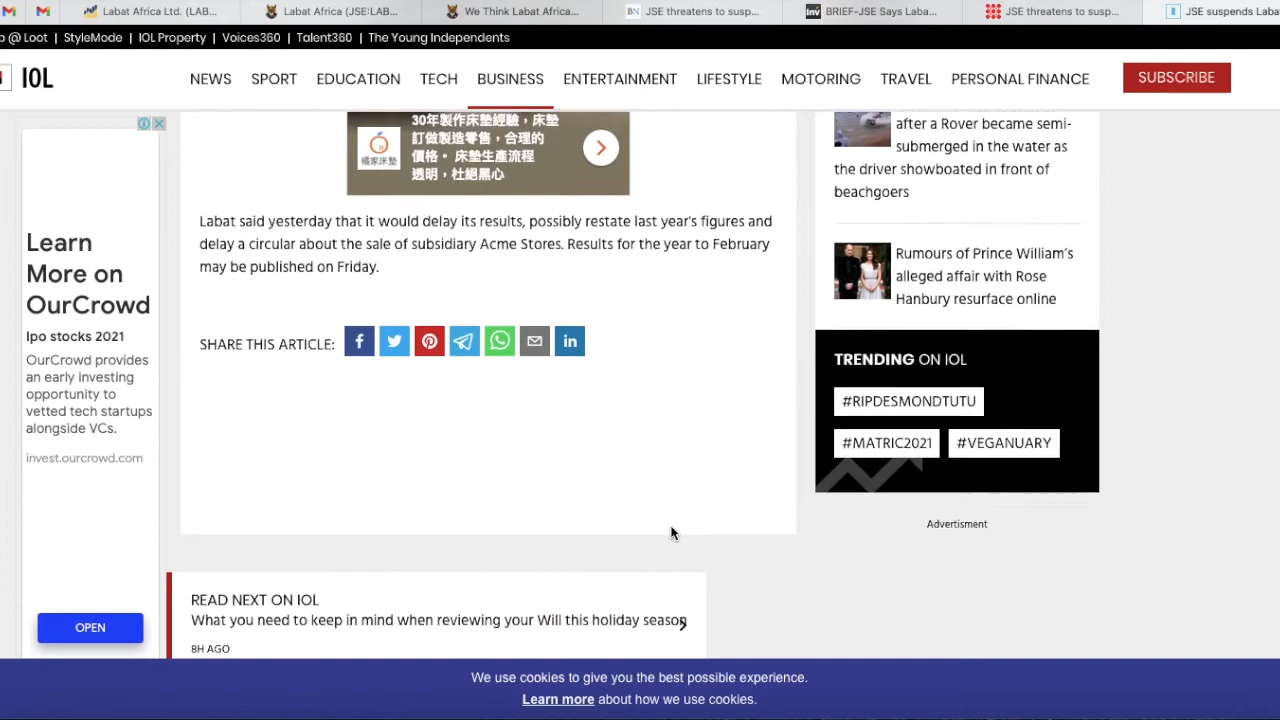 Labat Africa Ltd. (LAB...
Labat Africa (JSE:LAB...
We Think Labat Africa...
JSE threatens to susp...
BRIEF-JSE Says Laba...
JSE threatens to susp...
JSE suspends Laba
p @ Loot | StyleMode | IOL Property | Voices360 | Talent360 | The Young Independents
IOL
NEWS SPORT EDUCATION TECH BUSINESS ENTERTAINMENT LIFESTYLE MOTORING TRAVEL PERSONAL FINANCE
SUBSCRIBE
30年製作床墊經驗，床墊
訂做製造零售，合理的
價格。床墊生產流程
透明，杜絕黑心
橘家床墊
Labat said yesterday that it would delay its results, possibly restate last year's figures and
delay a circular about the sale of subsidiary Acme Stores. Results for the year to February
may be published on Friday.
SHARE THIS ARTICLE:
Learn
More on
OurCrowd
Ipo stocks 2021
OurCrowd provides
an early investing
opportunity to
vetted tech startups
alongside VCs.
invest.ourcrowd.com
OPEN
after a Rover became semi-
submerged in the water as
the driver showboated in front of
beachgoers
Rumours of Prince William's
alleged affair with Rose
Hanbury resurface online
TRENDING ON IOL
#RIPDESMONDTUTU
#MATRIC2021 #VEGANUARY
Advertisment
READ NEXT ON IOL
What you need to keep in mind when reviewing your Will this holiday season
8H AGO
We use cookies to give you the best possible experience.
Learn more about how we use cookies.